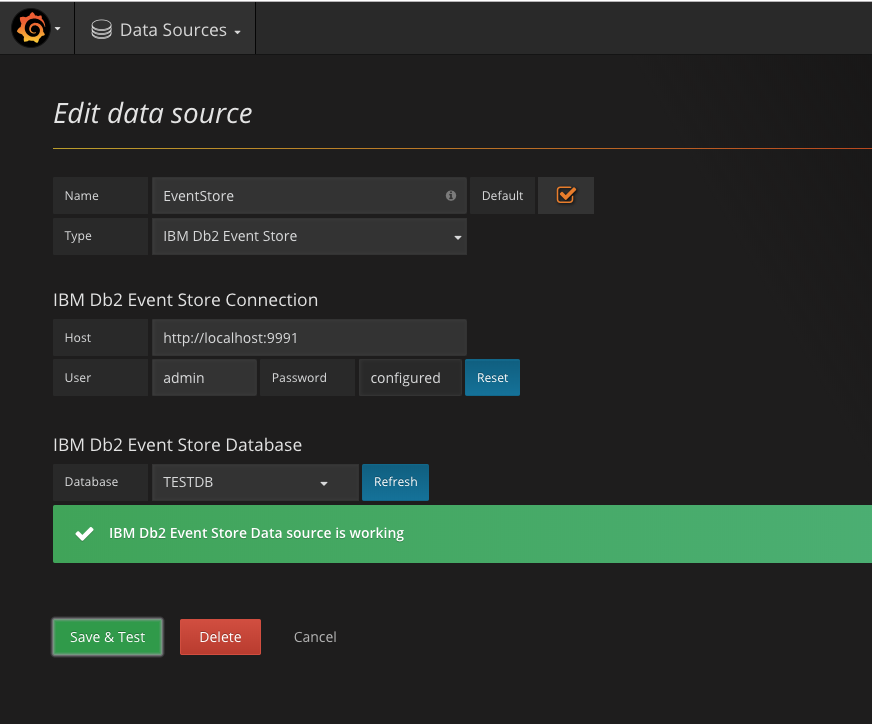 Data Sources
Edit data source
Name EventStore Default
Type IBM Db2 Event Store
IBM Db2 Event Store Connection
Host http://localhost:9991
User admin Password configured Reset
IBM Db2 Event Store Database
Database TESTDB Refresh
IBM Db2 Event Store Data source is working
Save & Test Delete Cancel